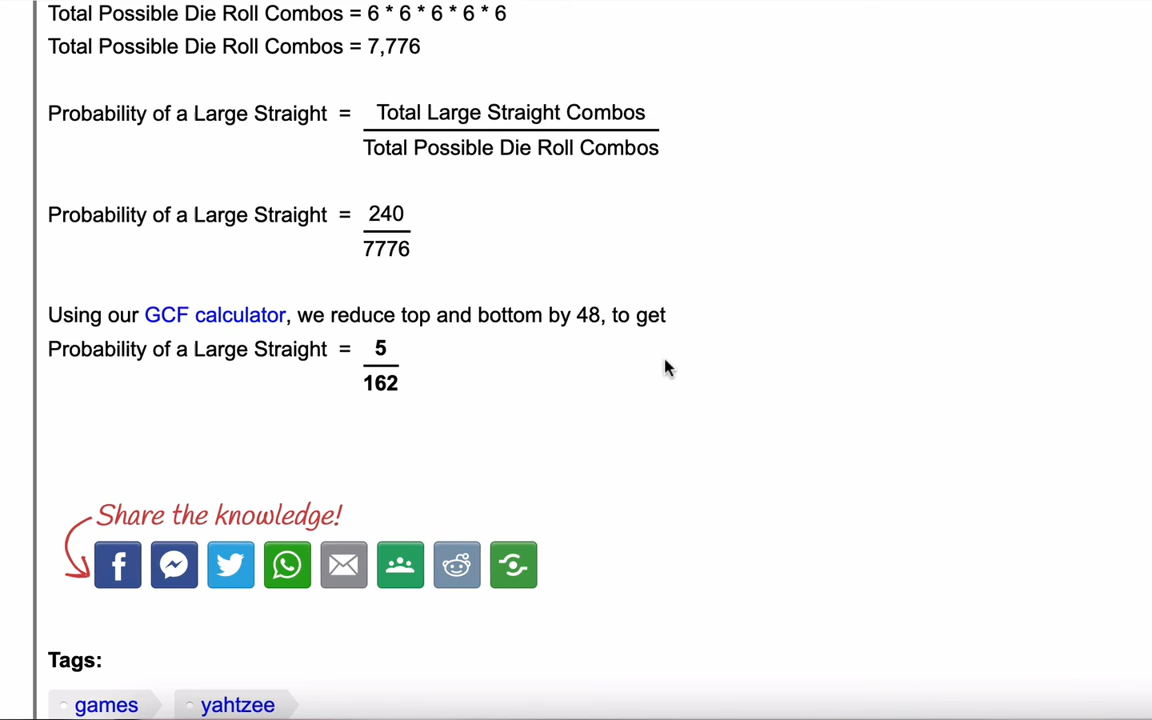 Total Possible Die Roll Combos = 6 * 6 * 6 * 6 * 6
Total Possible Die Roll Combos = 7,776
Probability of a Large Straight = Total Large Straight Combos
Total Possible Die Roll Combos
Probability of a Large Straight = 240
7776
Using our GCF calculator, we reduce top and bottom by 48, to get
Probability of a Large Straight = 5
162
Share the knowledge!
Tags:
games yahtzee